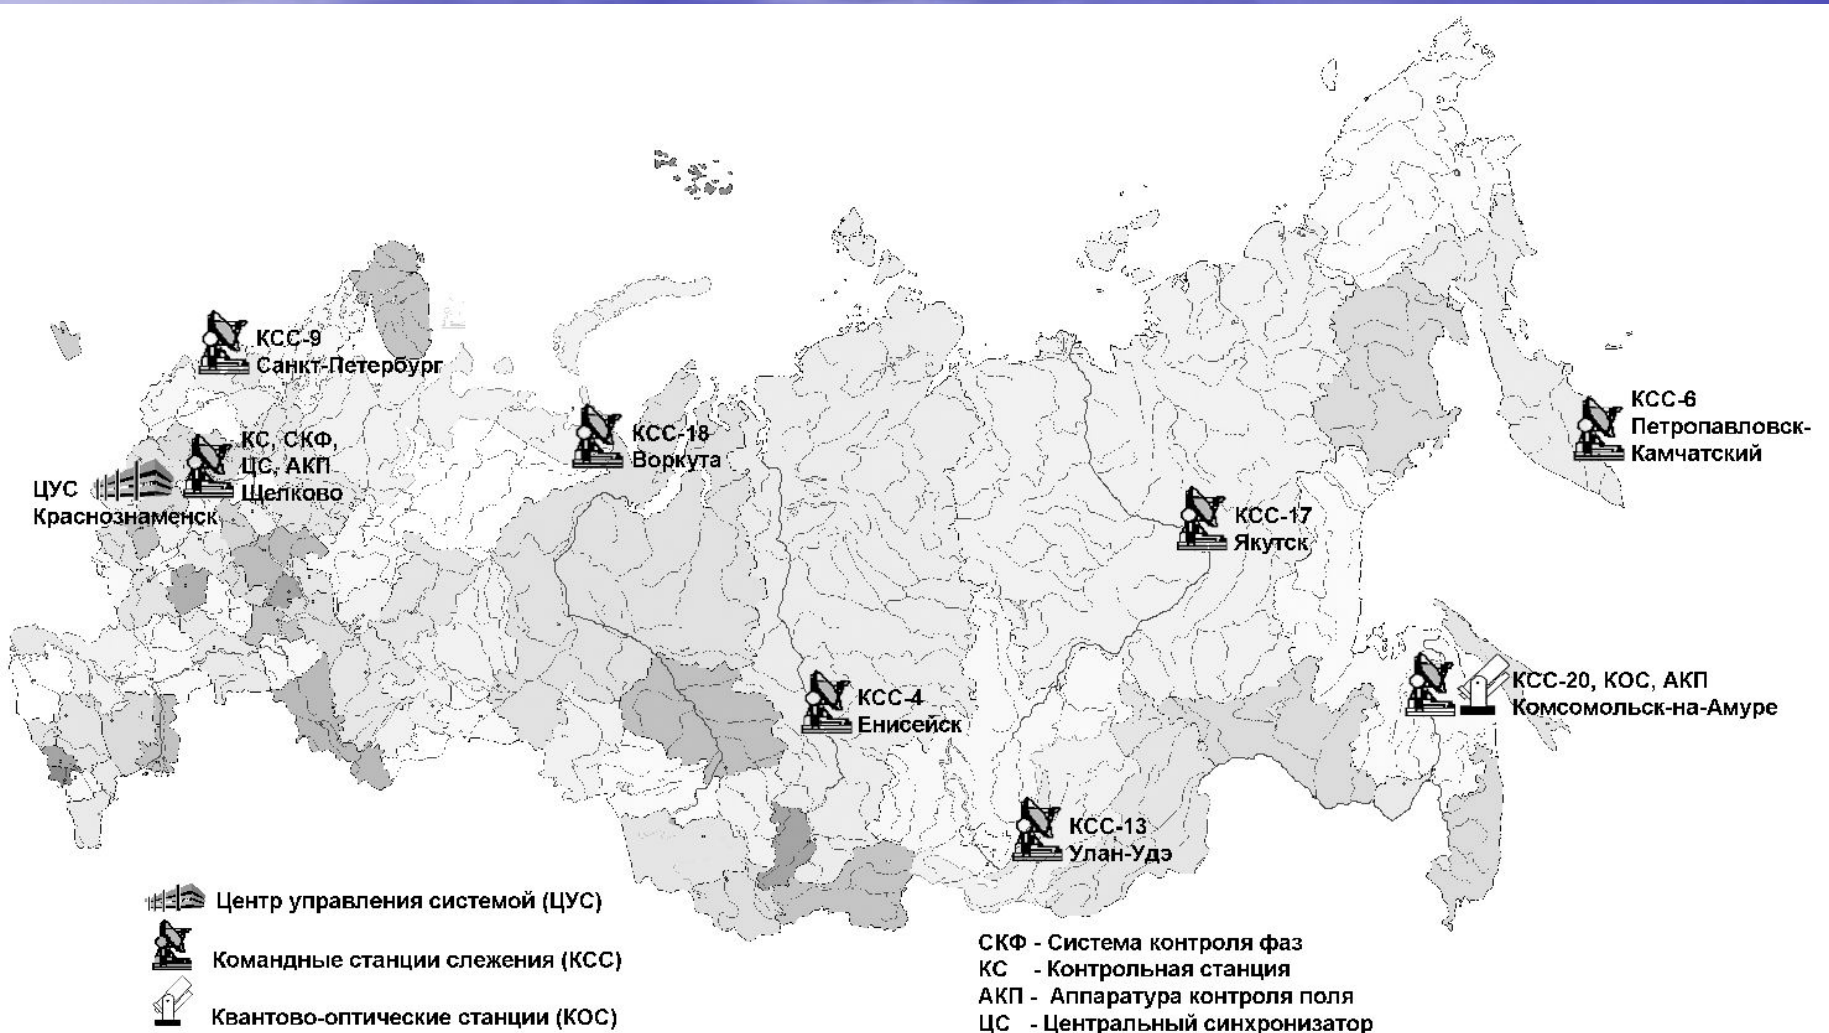 КСС-9
Санкт-Петербург
КСС-6
Петропавловск-
Камчатский
КСС-18
Воркута
КС, СКФ,
ЦС, АКП
Щелково
ЦУС
Краснознаменск
КСС-17
Якутск
КСС-4
Енисейск
КСС-20, КОС, АКП
Комсомольск-на-Амуре
КСС-13
Улан-Удэ
Центр управления системой (ЦУС)
Командные станции слежения (КСС)
Квантово-оптические станции (КОС)
СКФ - Система контроля фаз
КС - Контрольная станция
АКП - Аппаратура контроля поля
ЦС - Центральный синхронизатор